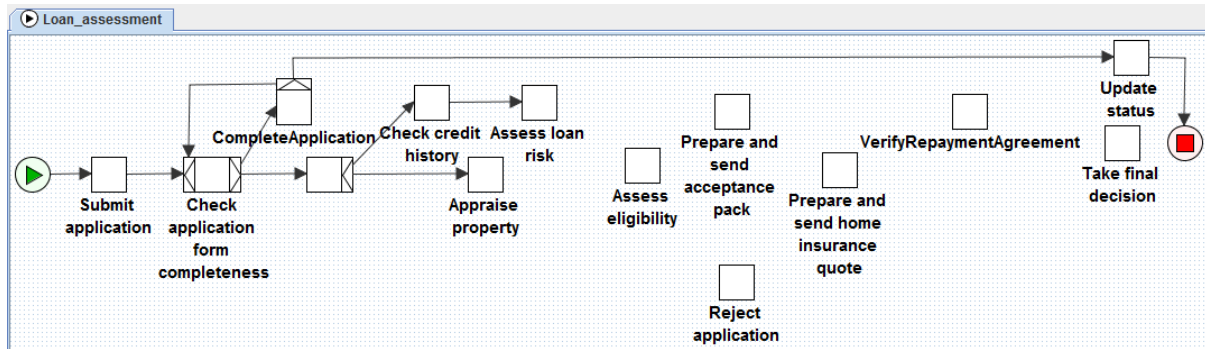 Loan_assessment
Update
status
CompleteApplication
Check credit
history
Assess loan
risk
Prepare and
send
acceptance
pack
VerifyRepaymentAgreement
Take final
decision
Submit
application
Check
application
form
completeness
Appraise
property
Assess
eligibility
Prepare and
send home
insurance
quote
Reject
application